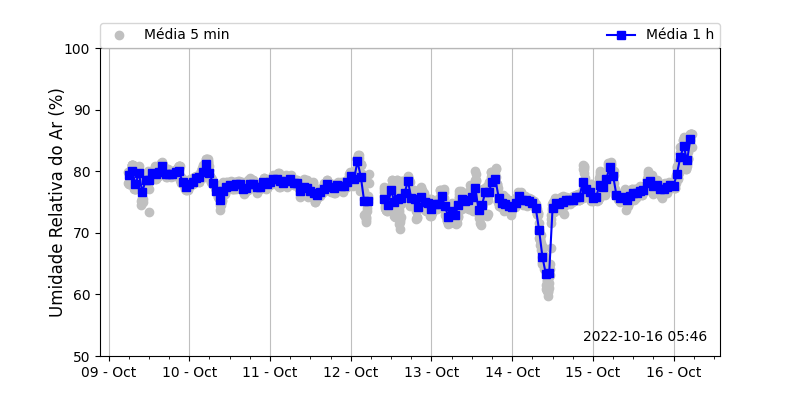 Média 5 min
Média 1 h
Umidade Relativa do Ar (%)
100
90
80
70
60
50
2022-10-16 05:46
09 - Oct
10 - Oct
11 - Oct
12 - Oct
13 - Oct
14 - Oct
15 - Oct
16 - Oct